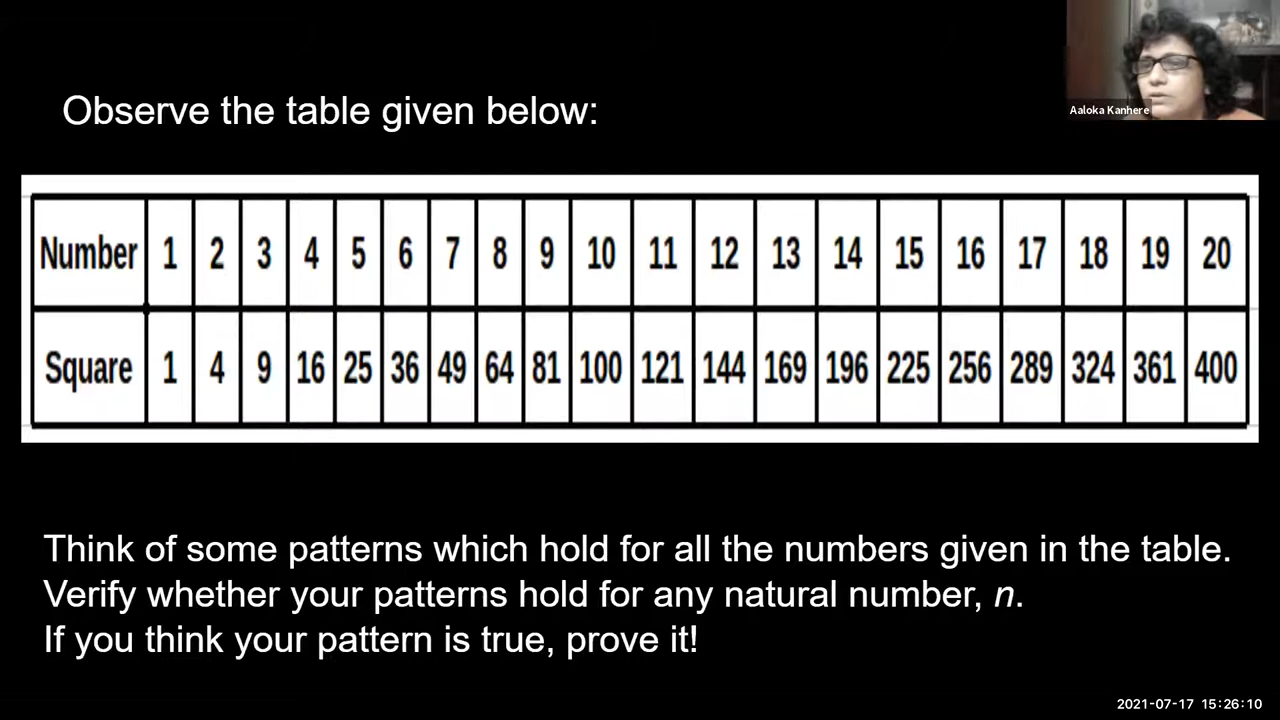 Aaloka Kanhere
Observe the table given below:
Number 1 2 3 4 5 6 7 8 9 10 11 12 13 14 15 16 17 18 19 20
Square 1 4 9 16 25 36 49 64 81 100 121 144 169 196 225 256 289 324 361 400
Think of some patterns which hold for all the numbers given in the table.
Verify whether your patterns hold for any natural number, n.
If you think your pattern is true, prove it!
2021-07-17 15:26:10